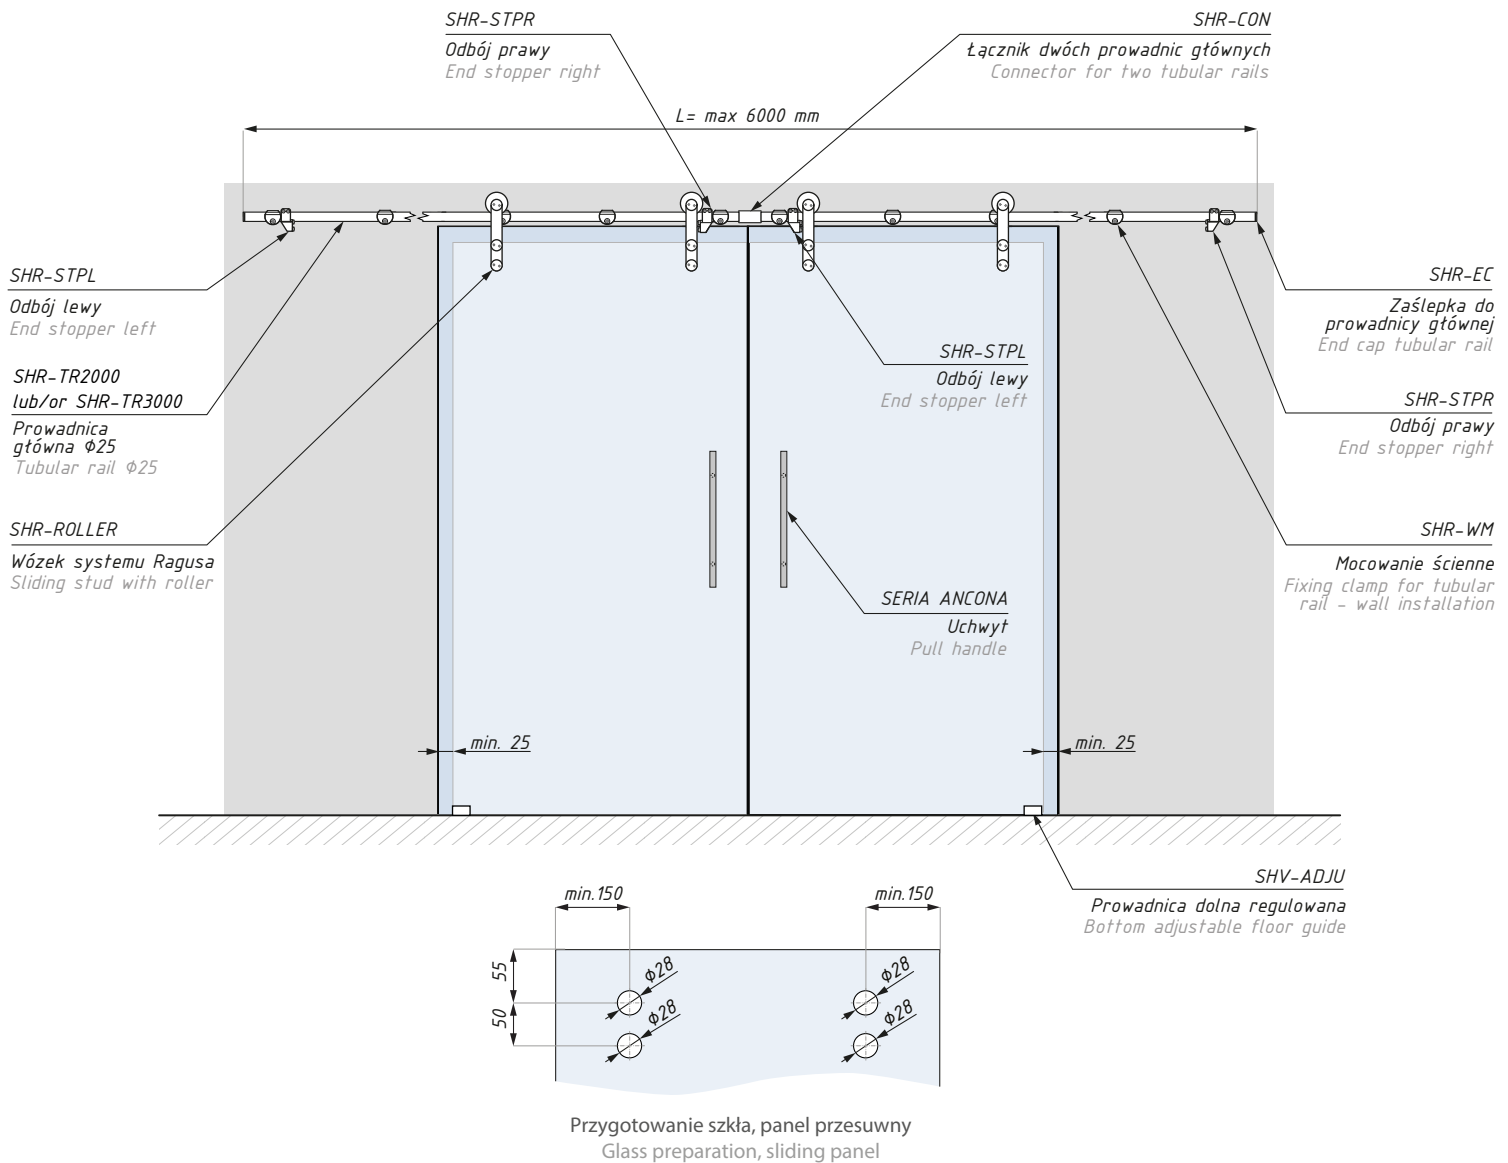 SHR-STPR
Odbój prawy
End stopper right
SHR-CON
Łącznik dwóch prowadnic głównych
Connector for two tubular rails
L= max 6000 mm
SHR-STPL
Odbój lewy
End stopper left
SHR-TR2000
lub/or SHR-TR3000
Prowadnica
główna Φ25
Tubular rail Φ25
SHR-ROLLER
Wózek systemu Ragusa
Sliding stud with roller
SHR-STPL
Odbój lewy
End stopper left
SERIA ANCONA
Uchwyt
Pull handle
SHR-EC
Zaślepka do
prowadnicy głównej
End cap tubular rail
SHR-STPR
Odbój prawy
End stopper right
SHR-WM
Mocowanie ścienne
Fixing clamp for tubular
rail - wall installation
min. 25
min. 25
SHV-ADJU
Prowadnica dolna regulowana
Bottom adjustable floor guide
min.150
min.150
55
50
Φ28
Φ28
Φ28
Φ28
Przygotowanie szkła, panel przesuwny
Glass preparation, sliding panel